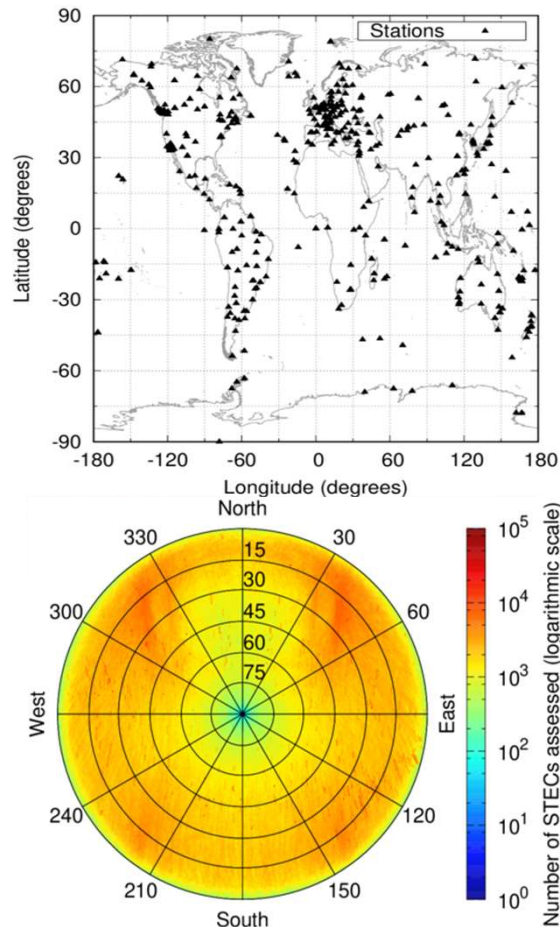 Stations
90
60
30
0
-30
-60
-90
Latitude (degrees)
-180 -120 -60 0 60 120 180
Longitude (degrees)
North
330 30
300 60
West East
240 120
210 150
South
15
30
45
60
75
10^5
10^4
10^3
10^2
10^1
10^0
Number of STECs assessed (logarithmic scale)